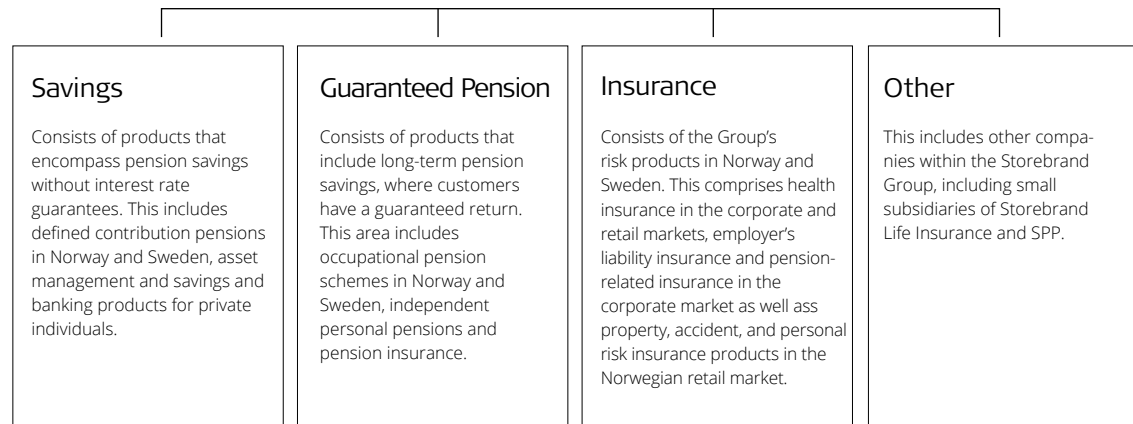 Savings
Consists of products that
encompass pension savings
without interest rate
guarantees. This includes
defined contribution pensions
in Norway and Sweden, asset
management and savings and
banking products for private
individuals.
Guaranteed Pension
Consists of products that
include long-term pension
savings, where customers
have a guaranteed return.
This area includes
occupational pension
schemes in Norway and
Sweden, independent
personal pensions and
pension insurance.
Insurance
Consists of the Group’s
risk products in Norway and
Sweden. This comprises health
insurance in the corporate and
retail markets, employer’s
liability insurance and pension-
related insurance in the
corporate market as well ass
property, accident, and personal
risk insurance products in the
Norwegian retail market.
Other
This includes other compa-
nies within the Storebrand
Group, including small
subsidiaries of Storebrand
Life Insurance and SPP.